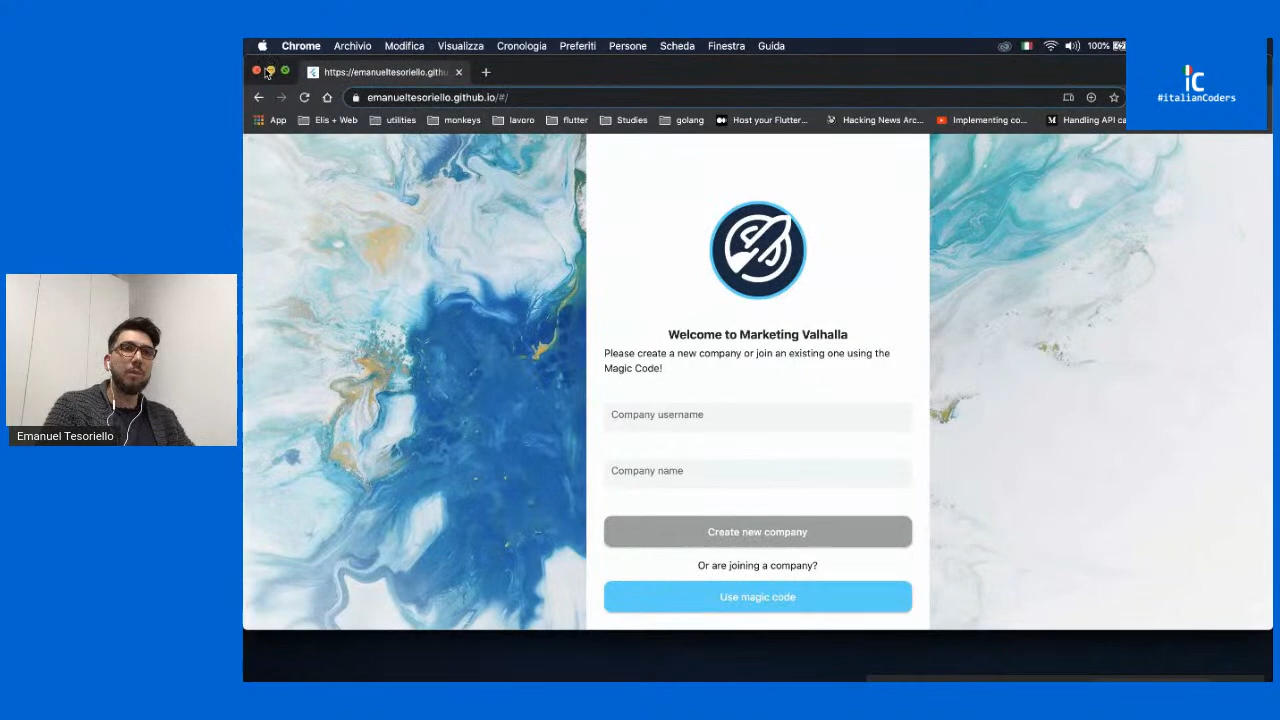 Chrome Archivio Modifica Visualizza Cronologia Preferiti Persone Scheda Finestra Guida
100%
https://emanueltesoriello.githu
emanueltesoriello.github.io/#/
App Elis + Web utilities monkeys lavoro flutter Studies golang Host your Flutter... Hacking News Arc... Implementing co... Handling API ca
iC
#italianCoders
Welcome to Marketing Valhalla
Please create a new company or join an existing one using the
Magic Code!
Company username
Company name
Create new company
Or are joining a company?
Use magic code
Emanuel Tesoriello